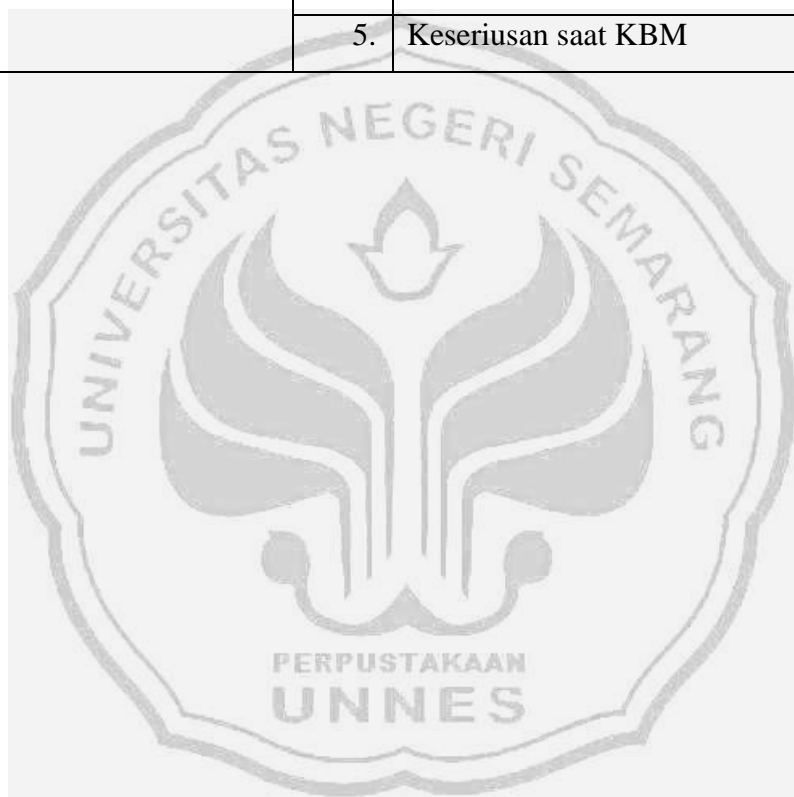 5. Keseriusan saat KBM
UNIVERSITAS NEGERI SEMARANG
PERPUSTAKAAN
UNNES